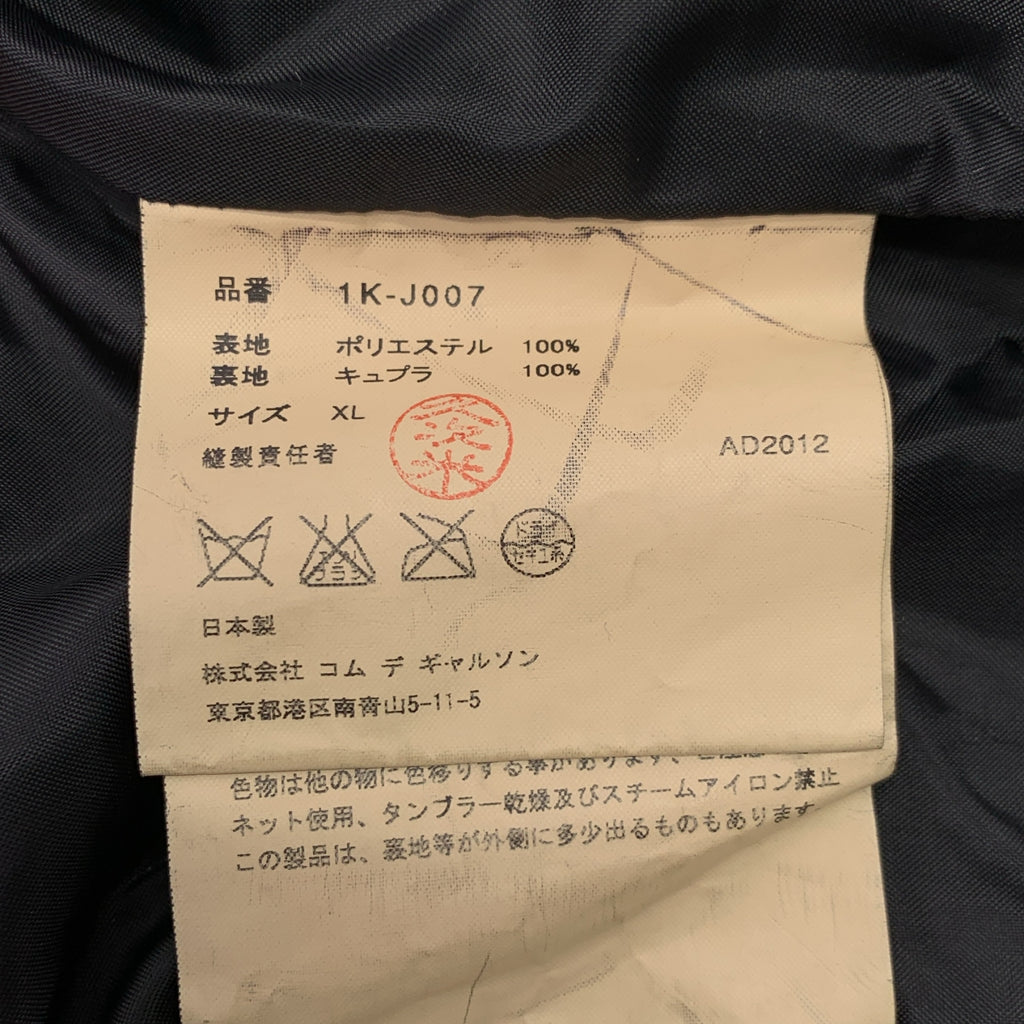 品番 1K-J007
表地 ポリエステル 100%
裏地 キュプラ 100%
サイズ XL
縫製責任者
AD2012
日本製
株式会社 コム デ ギャルソン
東京都港区南青山5-11-5
色物は他の物に色移りする事があります、
ネット使用、タンブラー乾燥及びスチームアイロン禁止
この製品は、裏地等が外側に多少出るものもあります